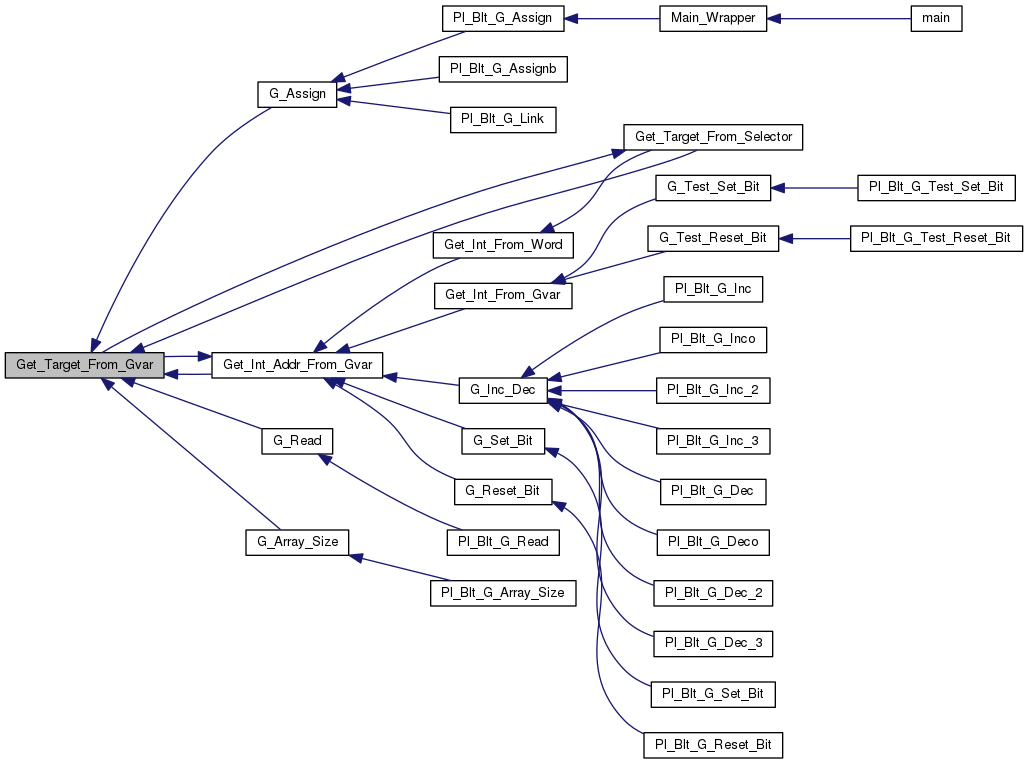 Pl_Blt_G_Assign
Main_Wrapper
main
Pl_Blt_G_Assignb
G_Assign
Pl_Blt_G_Link
Get_Target_From_Selector
G_Test_Set_Bit
Pl_Blt_G_Test_Set_Bit
Get_Int_From_Word
G_Test_Reset_Bit
Pl_Blt_G_Test_Reset_Bit
Get_Int_From_Gvar
Pl_Blt_G_Inc
Pl_Blt_G_Inco
Get_Target_From_Gvar
Get_Int_Addr_From_Gvar
G_Inc_Dec
Pl_Blt_G_Inc_2
G_Read
G_Set_Bit
Pl_Blt_G_Inc_3
G_Reset_Bit
Pl_Blt_G_Dec
G_Array_Size
Pl_Blt_G_Read
Pl_Blt_G_Deco
Pl_Blt_G_Array_Size
Pl_Blt_G_Dec_2
Pl_Blt_G_Dec_3
Pl_Blt_G_Set_Bit
Pl_Blt_G_Reset_Bit